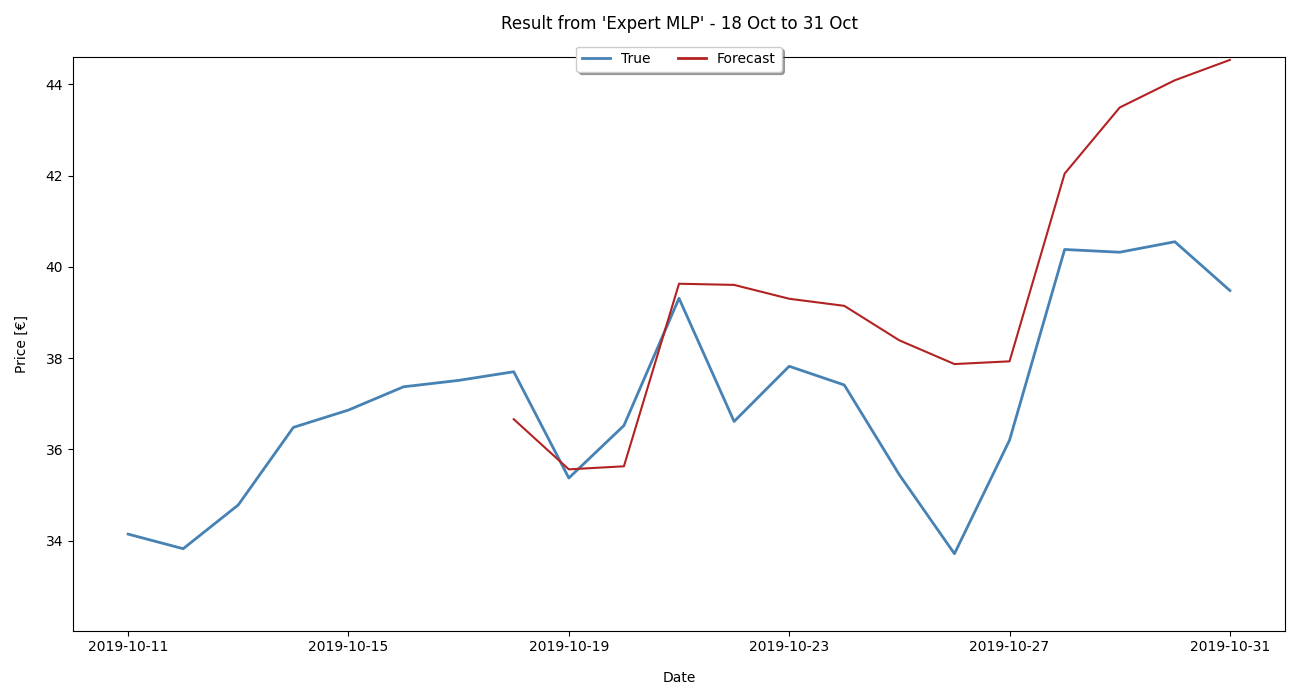 Result from 'Expert MLP' - 18 Oct to 31 Oct
True Forecast
Price [€]
44
42
40
38
36
34
2019-10-11 2019-10-15 2019-10-19 2019-10-23 2019-10-27 2019-10-31
Date